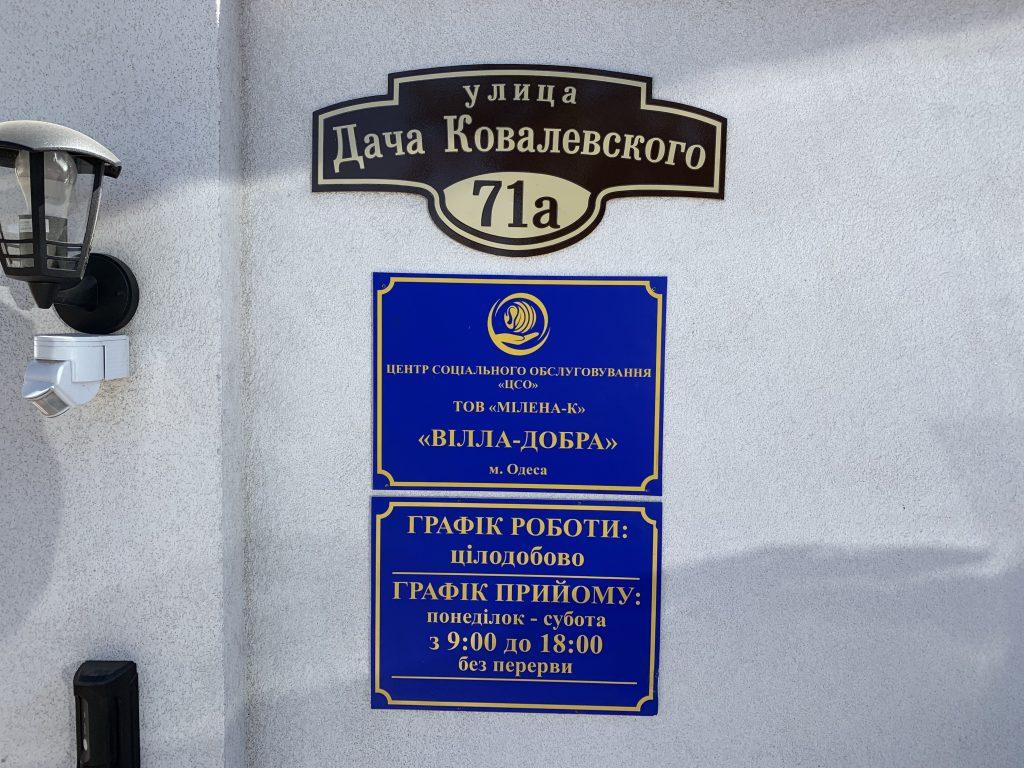 улица
Дача Ковалевского
71а
ЦЕНТР СОЦІАЛЬНОГО ОБСЛУГОВУВАННЯ
«ЦСО»
ТОВ «МІЛЕНА-К»
«ВІЛЛА-ДОБРА»
м. Одеса
ГРАФІК РОБОТИ:
цілодобово
ГРАФІК ПРИЙОМУ:
понеділок - субота
з 9:00 до 18:00
без перерви